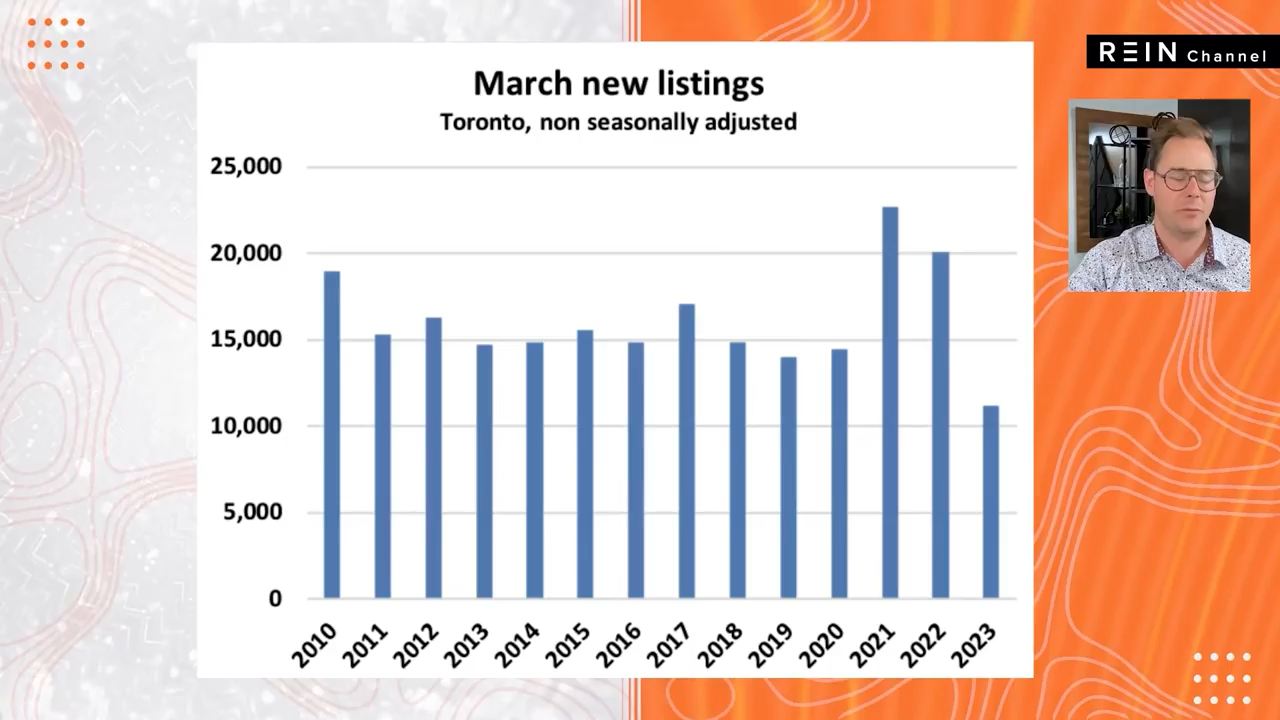 March new listings
Toronto, non seasonally adjusted
25,000
20,000
15,000
10,000
5,000
0
2010 2011 2012 2013 2014 2015 2016 2017 2018 2019 2020 2021 2022 2023
REIN Channel